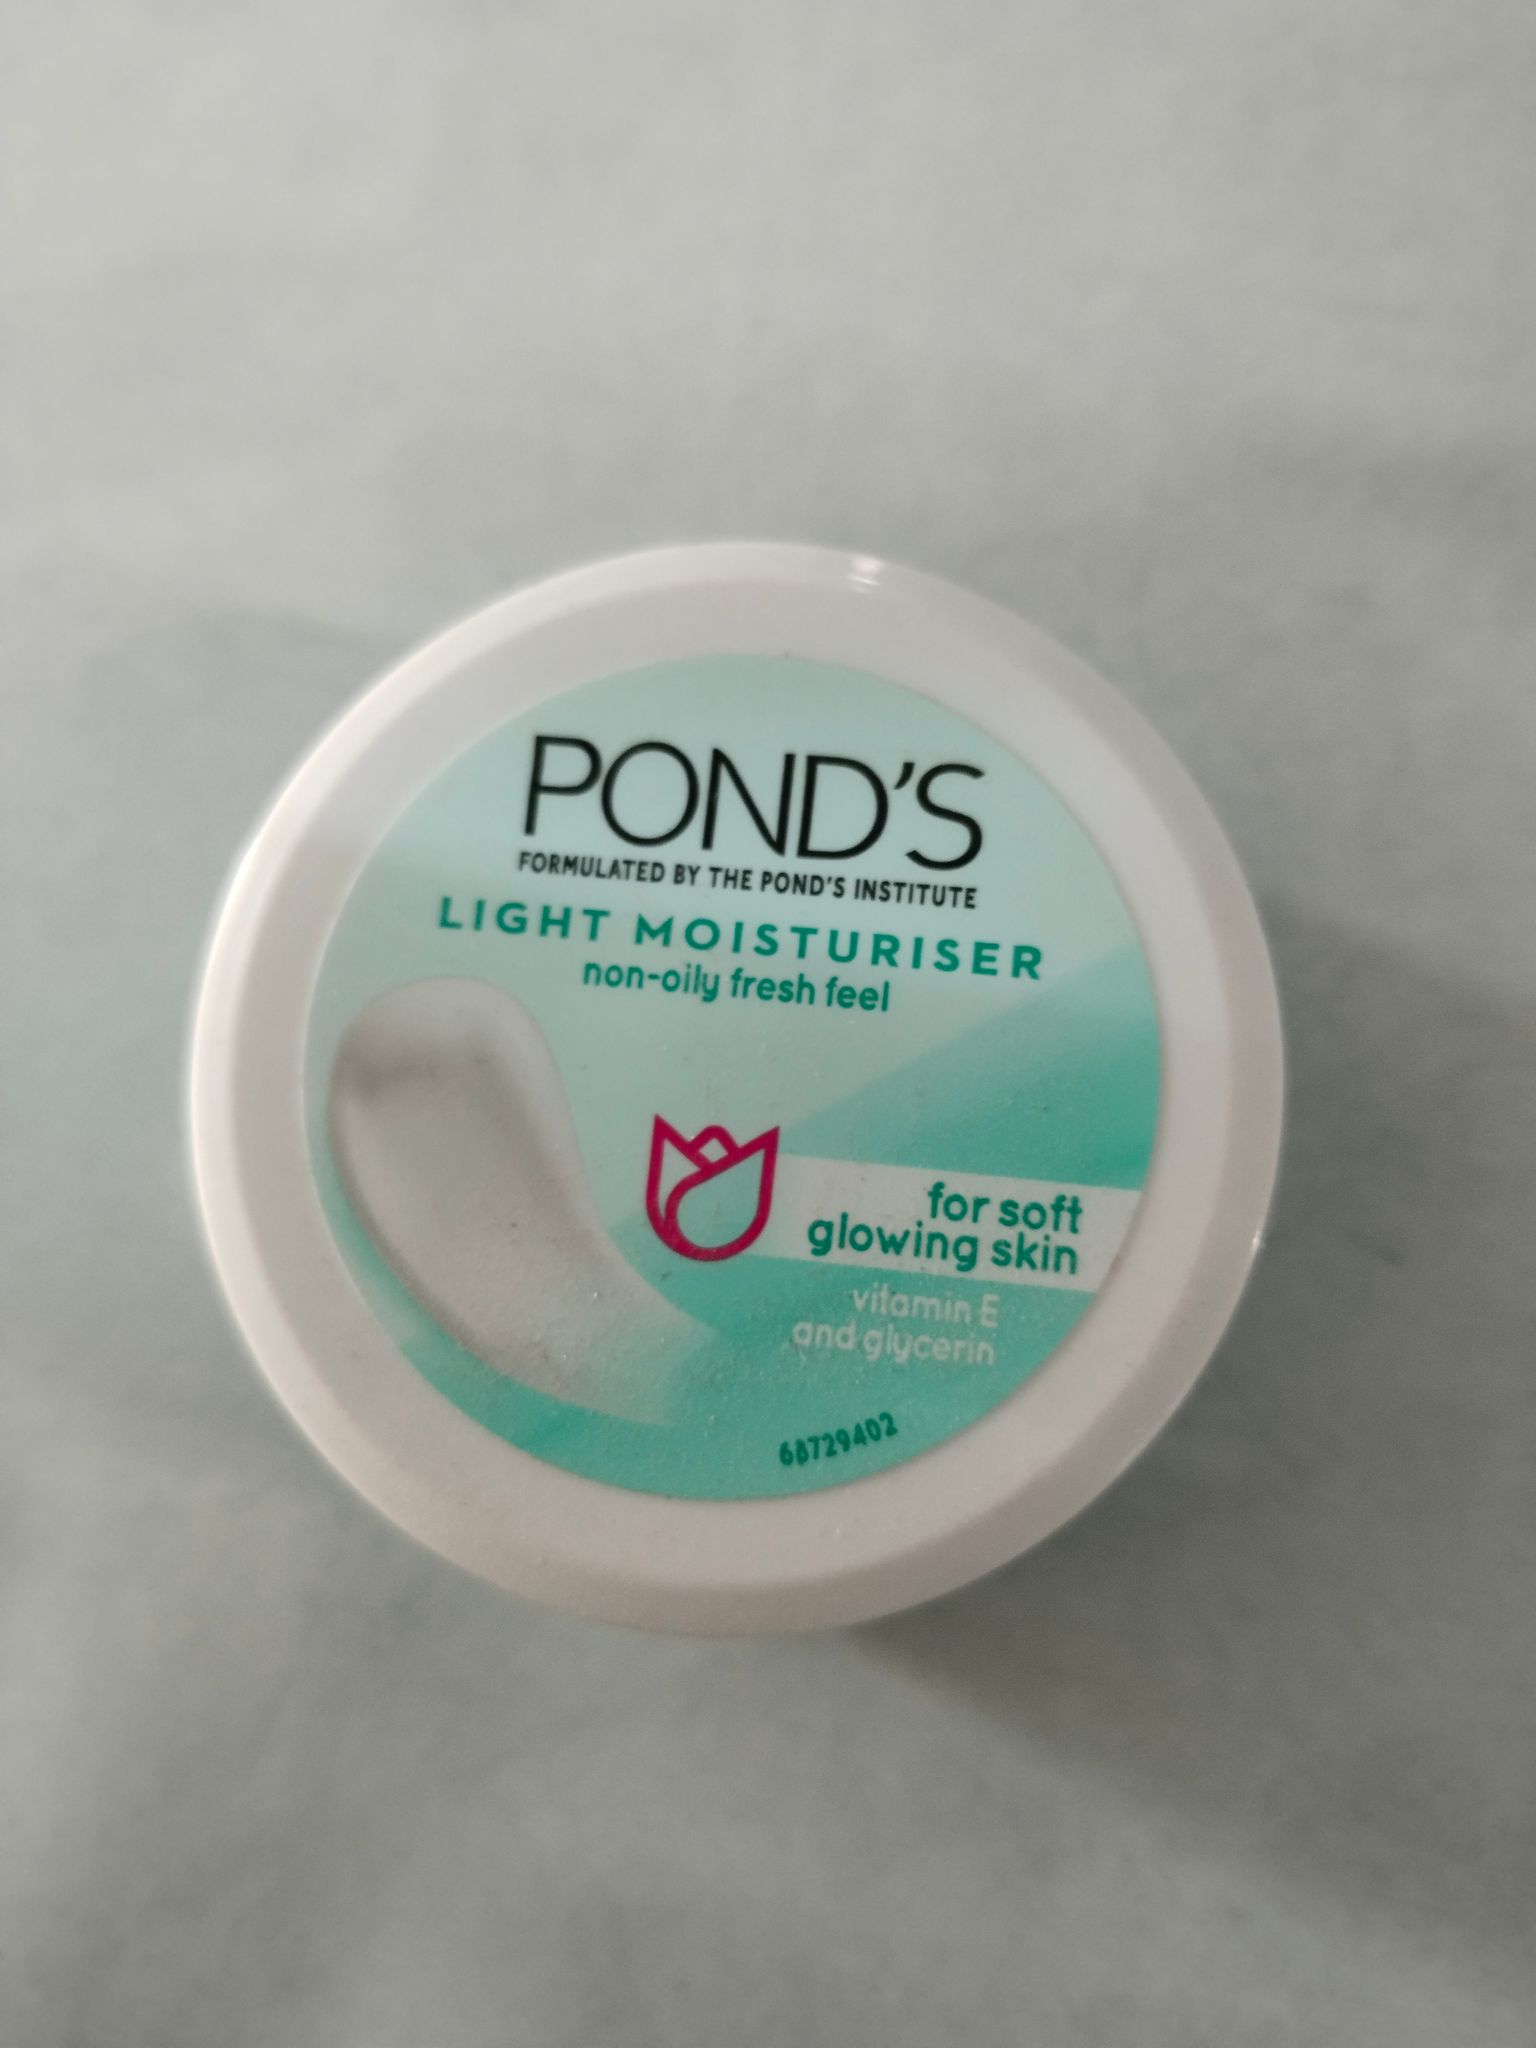 POND'S
FORMULATED BY THE POND'S INSTITUTE
LIGHT MOISTURISER
non-oily fresh feel
for soft
glowing skin
vitamin E
and glycerin
68729402